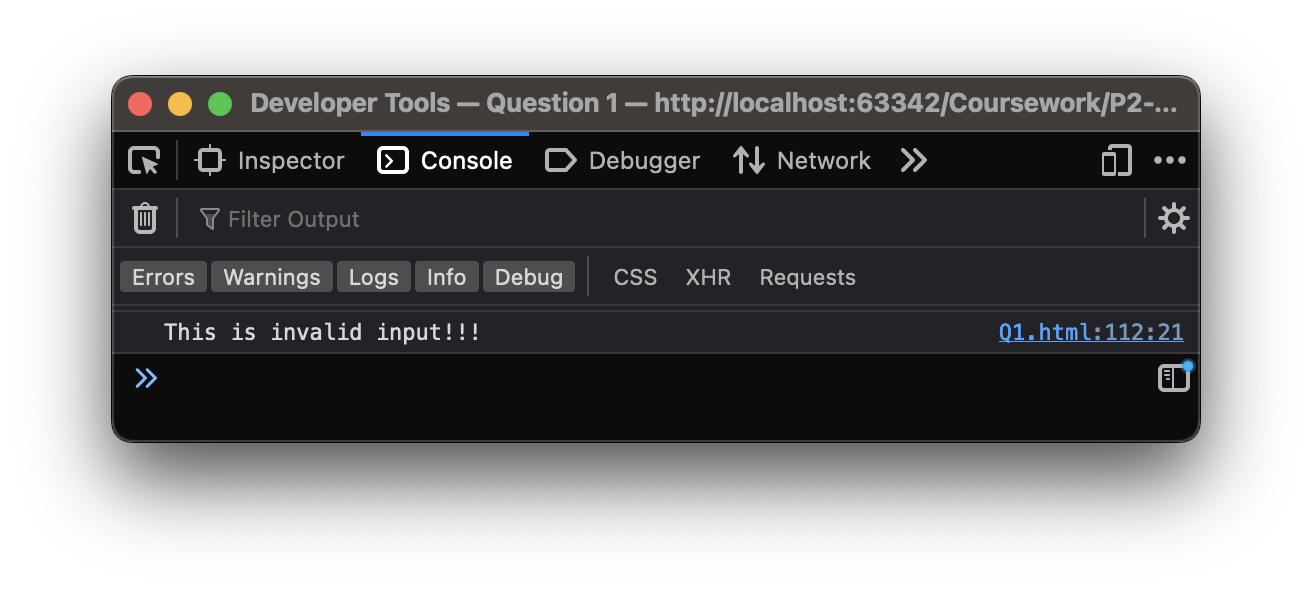 Developer Tools — Question 1 — http://localhost:63342/Coursework/P2-...
Inspector Console Debugger Network
Filter Output
Errors Warnings Logs Info Debug CSS XHR Requests
This is invalid input!!! Q1.html:112:21